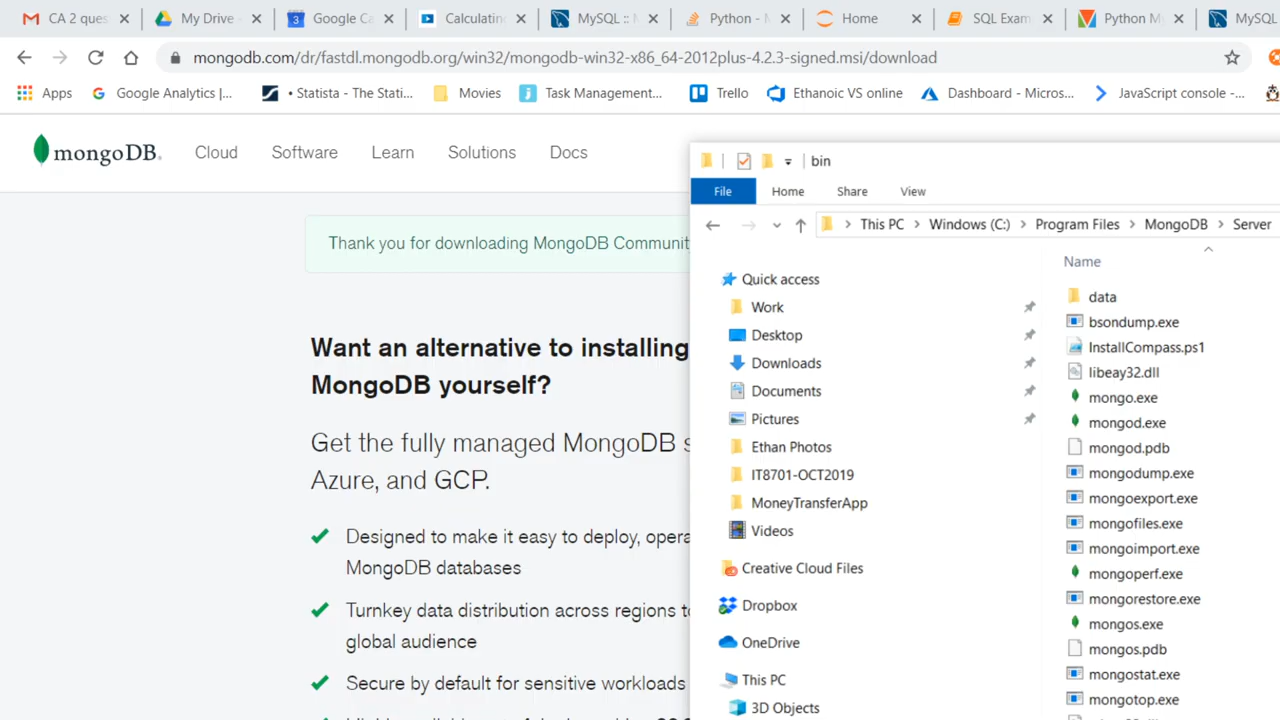 CA 2 ques
My Drive -
Google Ca
Calculatin
MySQL :: M
Python - M
Home
SQL Exam
Python My
MySQL
mongodb.com/dr/fastdl.mongodb.org/win32/mongodb-win32-x86_64-2012plus-4.2.3-signed.msi/download
Apps
Google Analytics |...
• Statista - The Stati...
Movies
Task Management...
Trello
Ethanoic VS online
Dashboard - Micros...
JavaScript console -...
mongoDB.
Cloud
Software
Learn
Solutions
Docs
Thank you for downloading MongoDB Communit
Want an alternative to installing
MongoDB yourself?
Get the fully managed MongoDB s
Azure, and GCP.
Designed to make it easy to deploy, opera
MongoDB databases
Turnkey data distribution across regions to
global audience
Secure by default for sensitive workloads
bin
File
Home
Share
View
This PC
Windows (C:)
Program Files
MongoDB
Server
Quick access
Work
Desktop
Downloads
Documents
Pictures
Ethan Photos
IT8701-OCT2019
MoneyTransferApp
Videos
Creative Cloud Files
Dropbox
OneDrive
This PC
3D Objects
Name
data
bsondump.exe
InstallCompass.ps1
libeay32.dll
mongo.exe
mongod.exe
mongod.pdb
mongodump.exe
mongoexport.exe
mongofiles.exe
mongoimport.exe
mongoperf.exe
mongorestore.exe
mongos.exe
mongos.pdb
mongostat.exe
mongotop.exe